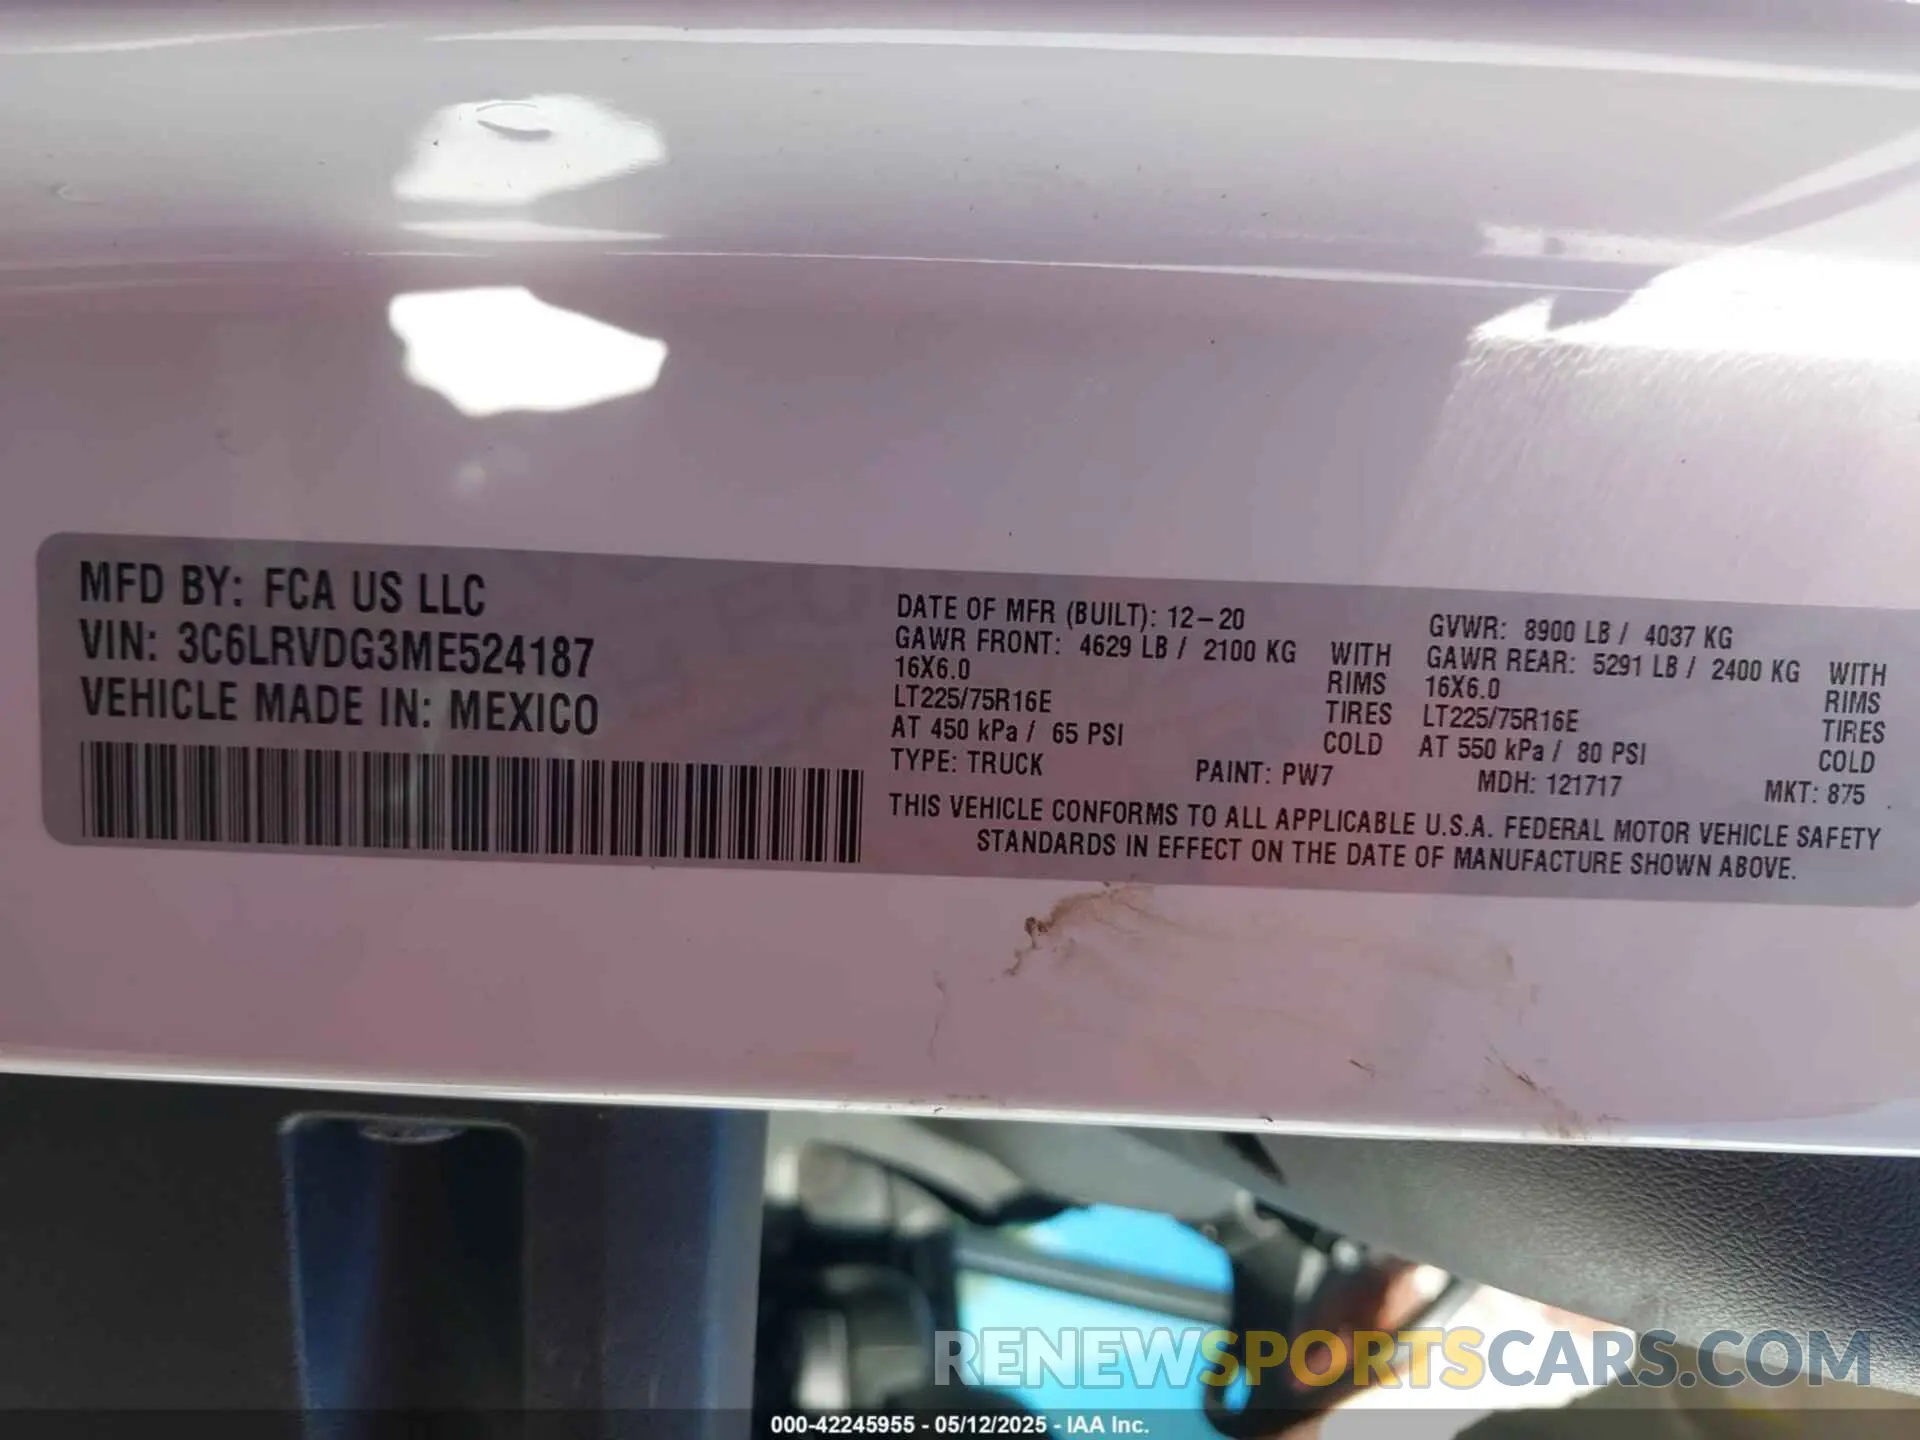 MFD BY: FCA US LLC
VIN: 3C6LRVDG3ME524187
VEHICLE MADE IN: MEXICO
DATE OF MFR (BUILT): 12-20
GVWR: 8900 LB / 4037 KG
GAWR FRONT: 4629 LB / 2100 KG WITH
16X6.0 RIMS
LT225/75R16E TIRES
AT 450 kPa / 65 PSI COLD
GAWR REAR: 5291 LB / 2400 KG WITH
16X6.0 RIMS
LT225/75R16E TIRES
AT 550 kPa / 80 PSI COLD
TYPE: TRUCK PAINT: PW7 MDH: 121717 MKT: 875
THIS VEHICLE CONFORMS TO ALL APPLICABLE U.S.A. FEDERAL MOTOR VEHICLE SAFETY
STANDARDS IN EFFECT ON THE DATE OF MANUFACTURE SHOWN ABOVE.
RENEWSPORTSCARS.COM
000-42245955 - 05/12/2025 - IAA Inc.